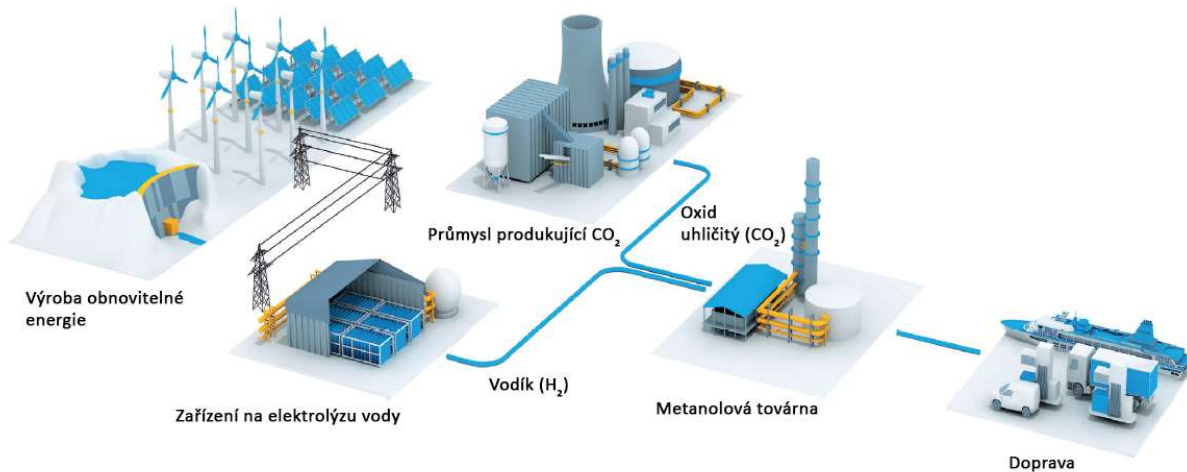 Výroba obnovitelné
energie
Průmysl produkující CO₂
Oxid
uhličitý (CO₂)
Zařízení na elektrolýzu vody
Vodík (H₂)
Metanolová továrna
Doprava